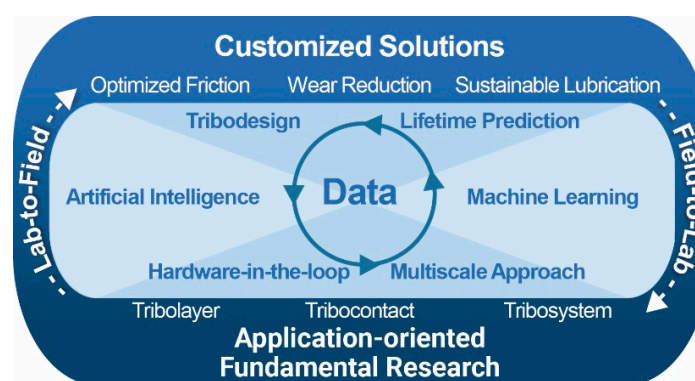 Customized Solutions
Optimized Friction Wear Reduction Sustainable Lubrication
Tribodesign Lifetime Prediction
Lab-to-Field
Artificial Intelligence Data Machine Learning
Field-to-Lab
Hardware-in-the-loop Multiscale Approach
Tribolayer Tribocontact Tribosystem
Application-oriented
Fundamental Research